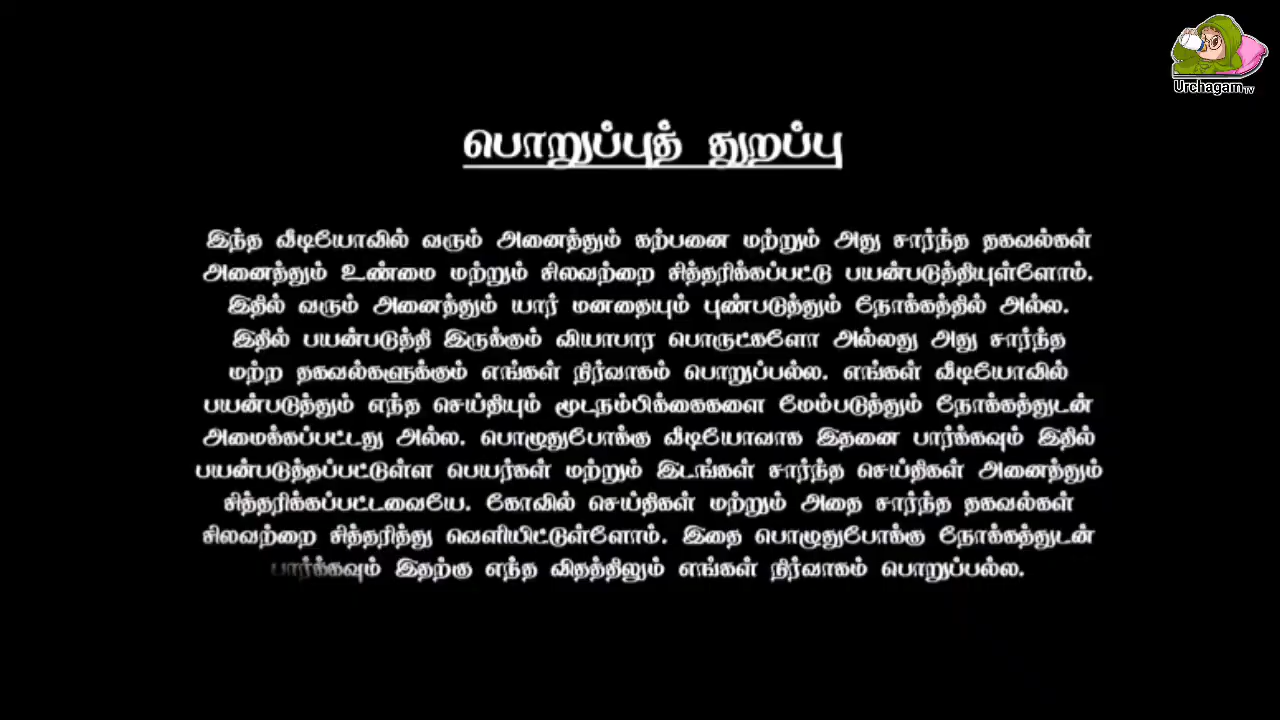 Urchagam TV
பொறுப்புத் துறப்பு
இந்த வீடியோவில் வரும் அனைத்தும் கற்பனை மற்றும் அது சார்ந்த தகவல்கள்
அனைத்தும் உண்மை மற்றும் சிலவற்றை சித்தரிக்கப்பட்டு பயன்படுத்தியுள்ளோம்.
இதில் வரும் அனைத்தும் யார் மனதையும் புண்படுத்தும் நோக்கத்தில் அல்ல.
இதில் பயன்படுத்தி இருக்கும் வியாபார பொருட்களோ அல்லது அது சார்ந்த
மற்ற தகவல்களுக்கும் எங்கள் நிர்வாகம் பொறுப்பல்ல. எங்கள் வீடியோவில்
பயன்படுத்தும் எந்த செய்தியும் மூடநம்பிக்கைகளை மேம்படுத்தும் நோக்கத்துடன்
அமைக்கப்பட்டது அல்ல. பொழுதுபோக்கு வீடியோவாக இதனை பார்க்கவும் இதில்
பயன்படுத்தப்பட்டுள்ள பெயர்கள் மற்றும் இடங்கள் சார்ந்த செய்திகள் அனைத்தும்
சித்தரிக்கப்பட்டவையே. கோவில் செய்திகள் மற்றும் அதை சார்ந்த தகவல்கள்
சிலவற்றை சித்தரித்து வெளியிட்டுள்ளோம். இதை பொழுதுபோக்கு நோக்கத்துடன்
பார்க்கவும் இதற்கு எந்த விதத்திலும் எங்கள் நிர்வாகம் பொறுப்பல்ல.